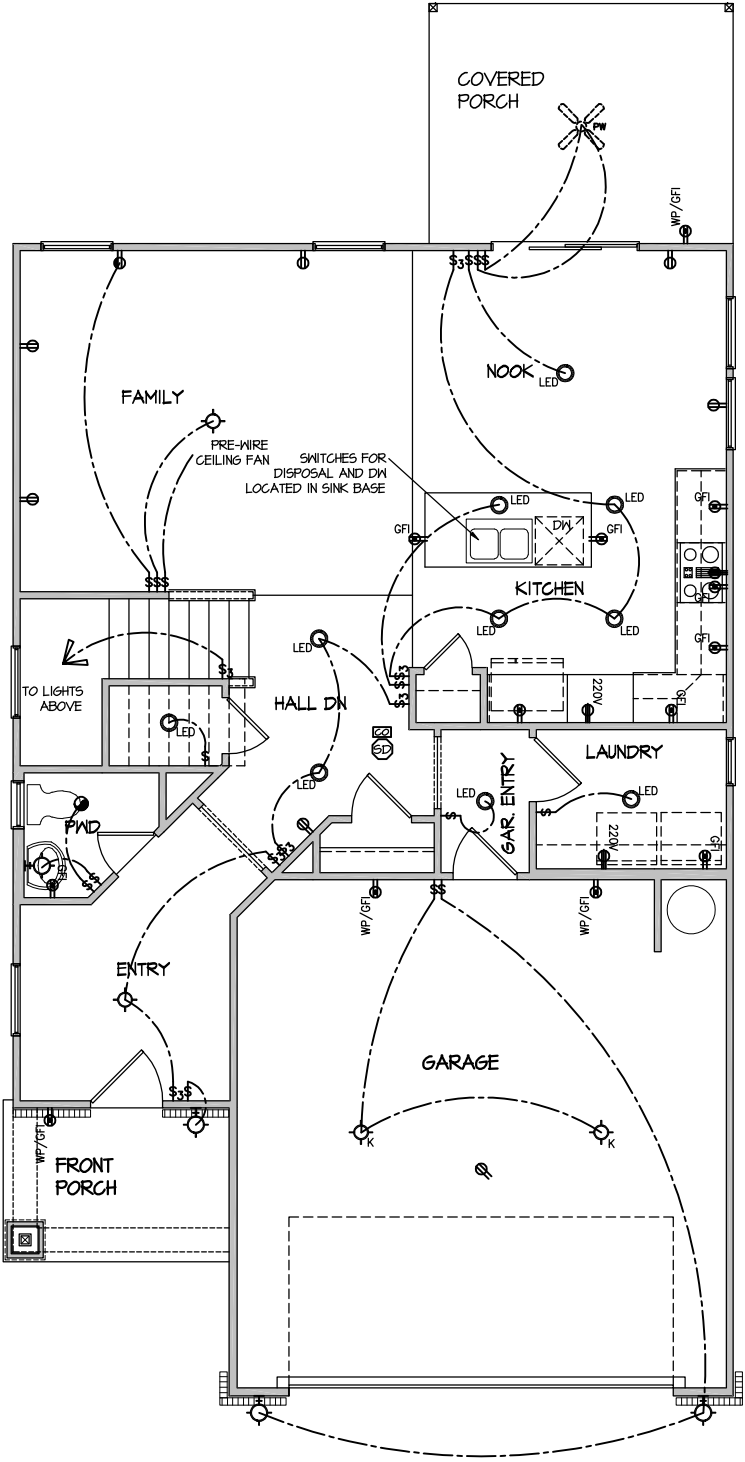 COVERED
PORCH
PW
WP/GFI
$3 $$$
NOOK
LED
FAMILY
PRE-WIRE
CEILING FAN
SWITCHES FOR
DISPOSAL AND DW
LOCATED IN SINK BASE
LED
LED
GFI
GFI
DW
GFI
GFI
GFI
$$$
KITCHEN
LED
LED
LED
$3
$$3
$$
$3
TO LIGHTS
ABOVE
HALL DN
220V
GFI
LED
$
CO
SD
LED
LAUNDRY
GAR. ENTRY
LED
LED
$
$
PWD
$$
GFI
220V
GFI
$$3
$$
WP/GFI
WP/GFI
ENTRY
$3$
GARAGE
K
K
WP/GFI
FRONT
PORCH